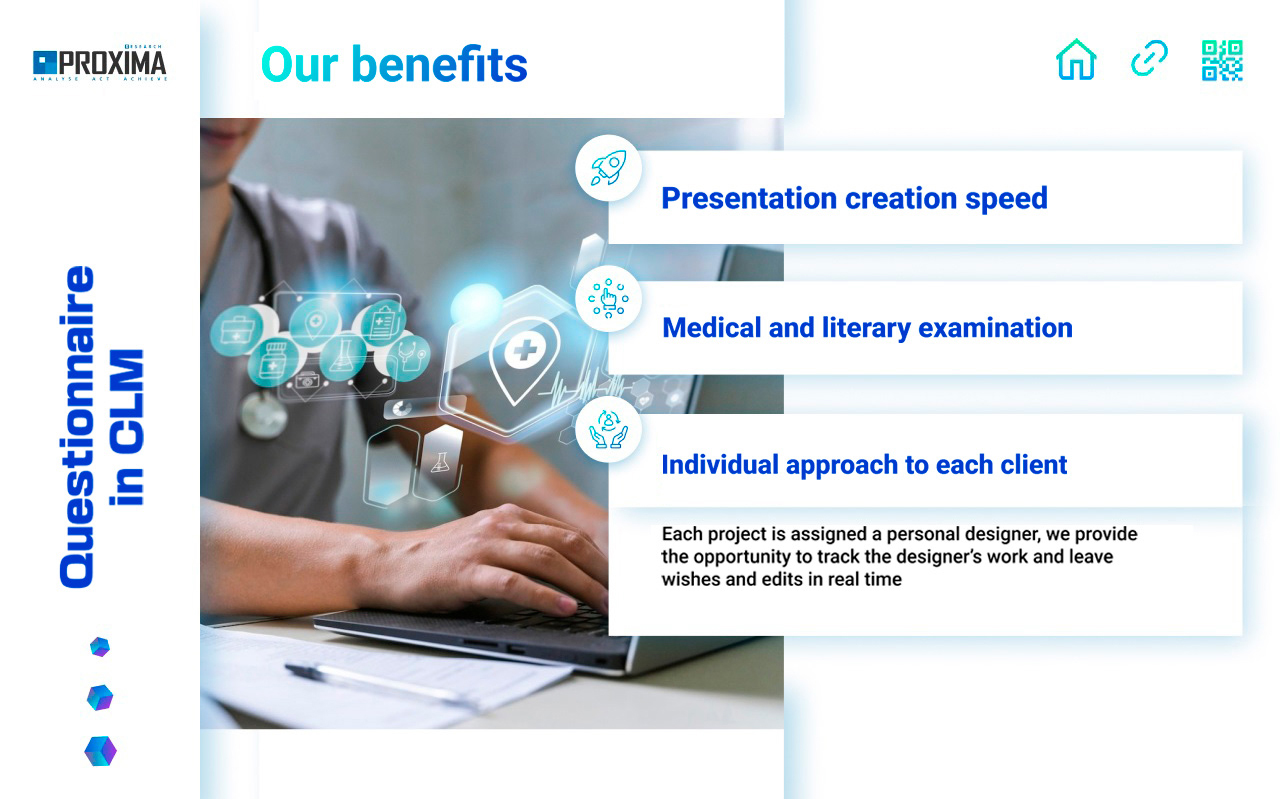 RESEARCH
PROXIMA
ANALYSE ACT ACHIEVE
Our benefits
Questionnaire
in CLM
Presentation creation speed
Medical and literary examination
Individual approach to each client
Each project is assigned a personal designer, we provide
the opportunity to track the designer’s work and leave
wishes and edits in real time